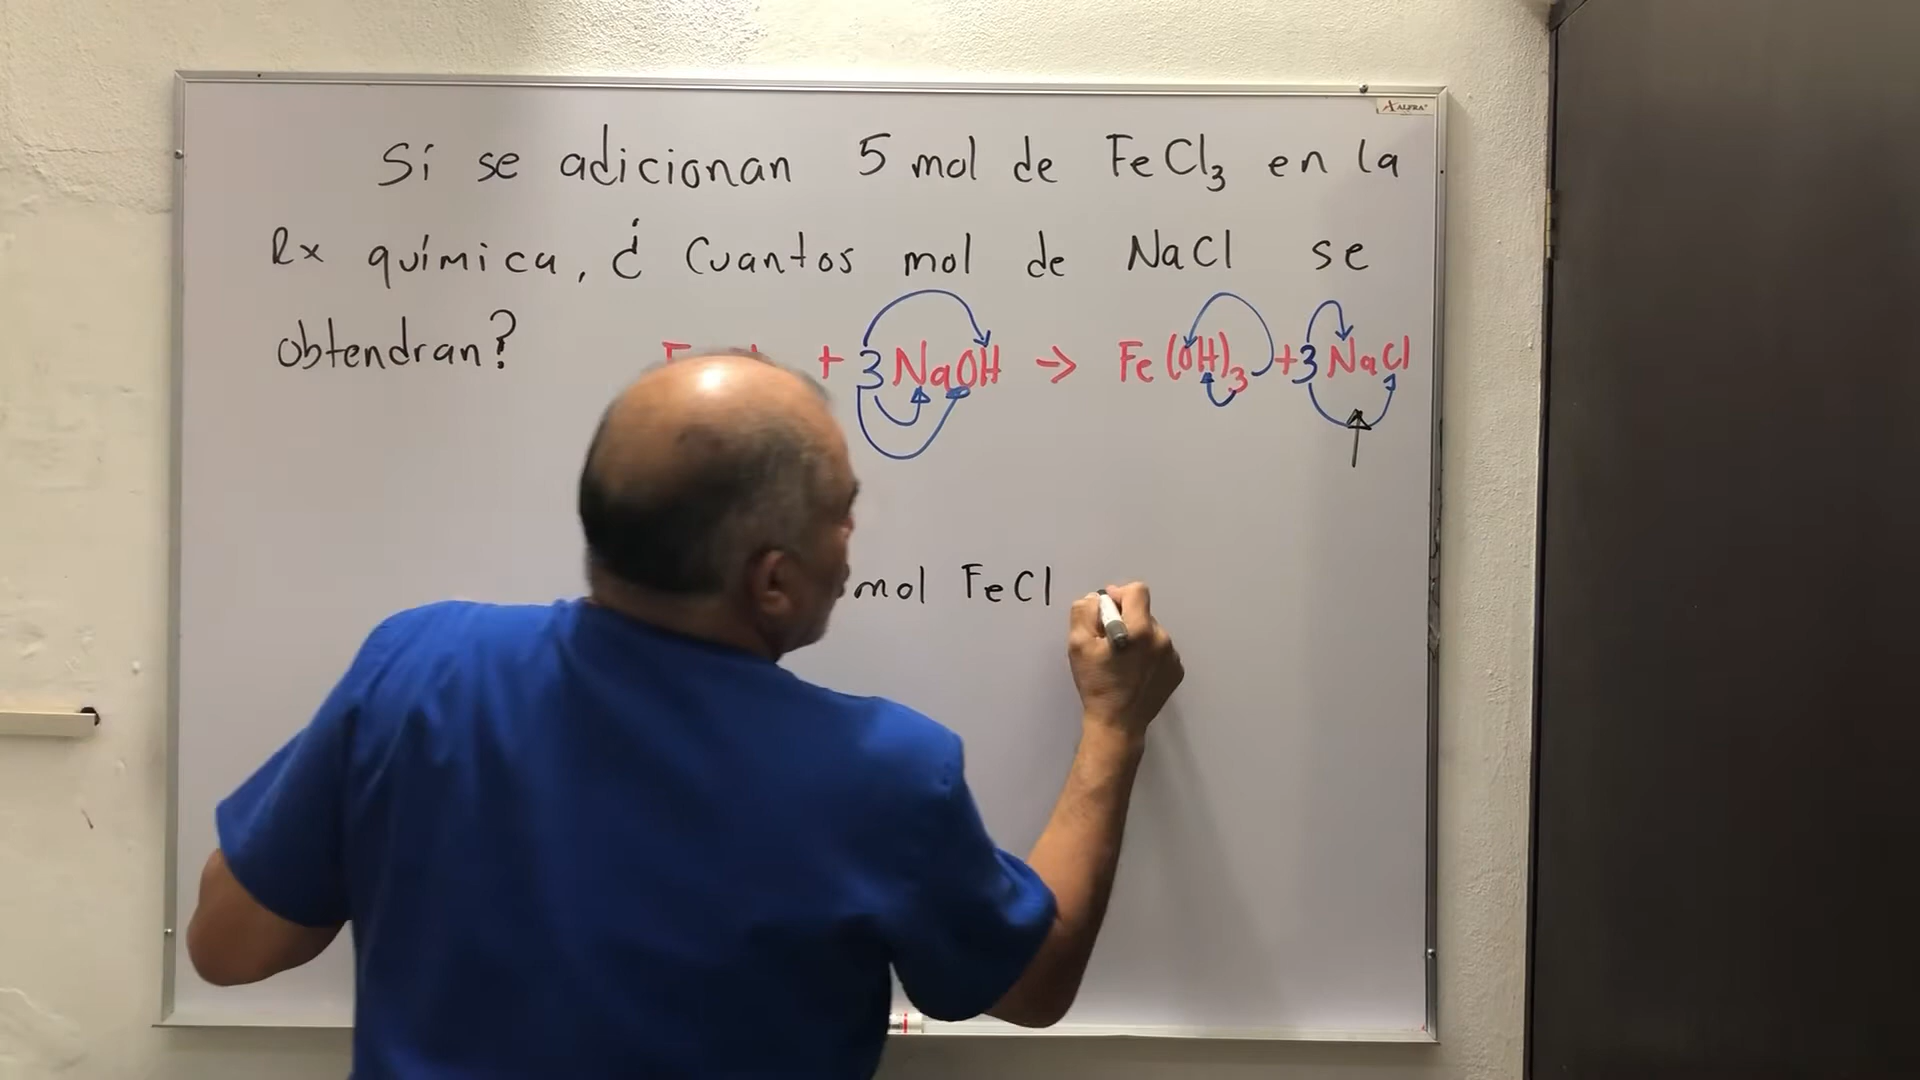 ALFRA
Si se adicionan 5 mol de FeCl₃ en la
Rx química, ¿ Cuantos mol de NaCl se
obtendran?
+ 3 NaOH → Fe(OH)₃ + 3 NaCl
mol FeCl